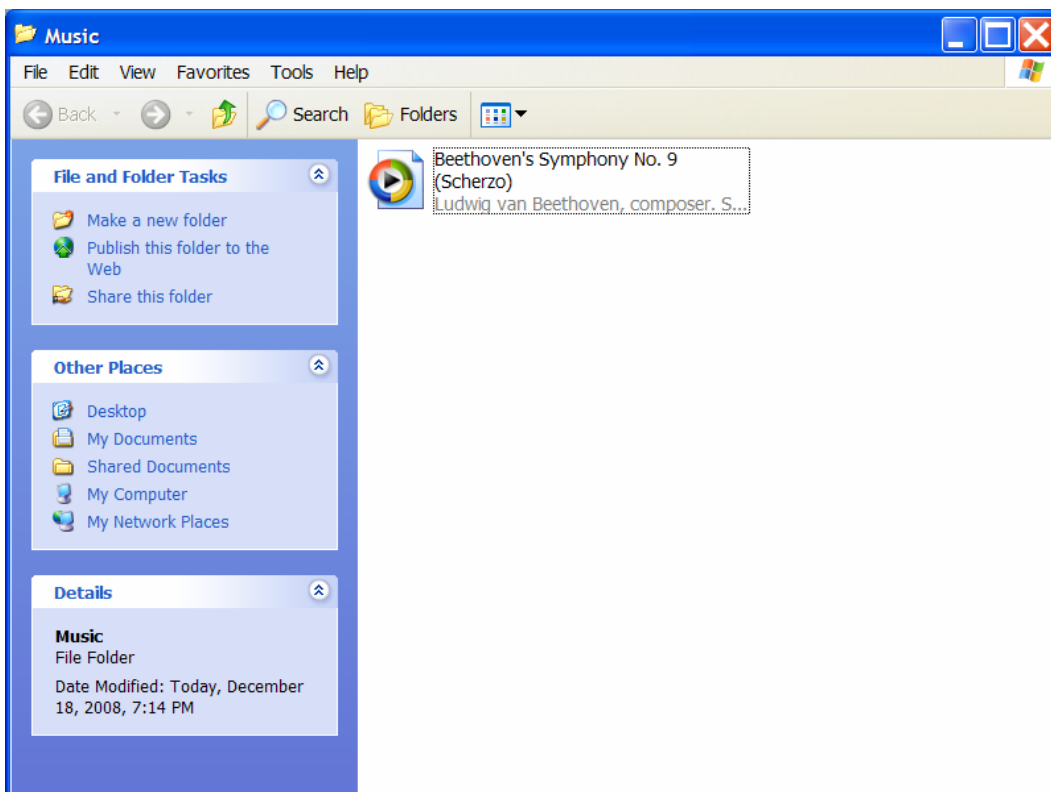 Music
File Edit View Favorites Tools Help
Back Search Folders
File and Folder Tasks
Make a new folder
Publish this folder to the
Web
Share this folder
Other Places
Desktop
My Documents
Shared Documents
My Computer
My Network Places
Details
Music
File Folder
Date Modified: Today, December
18, 2008, 7:14 PM
Beethoven's Symphony No. 9
(Scherzo)
Ludwig van Beethoven, composer. S...